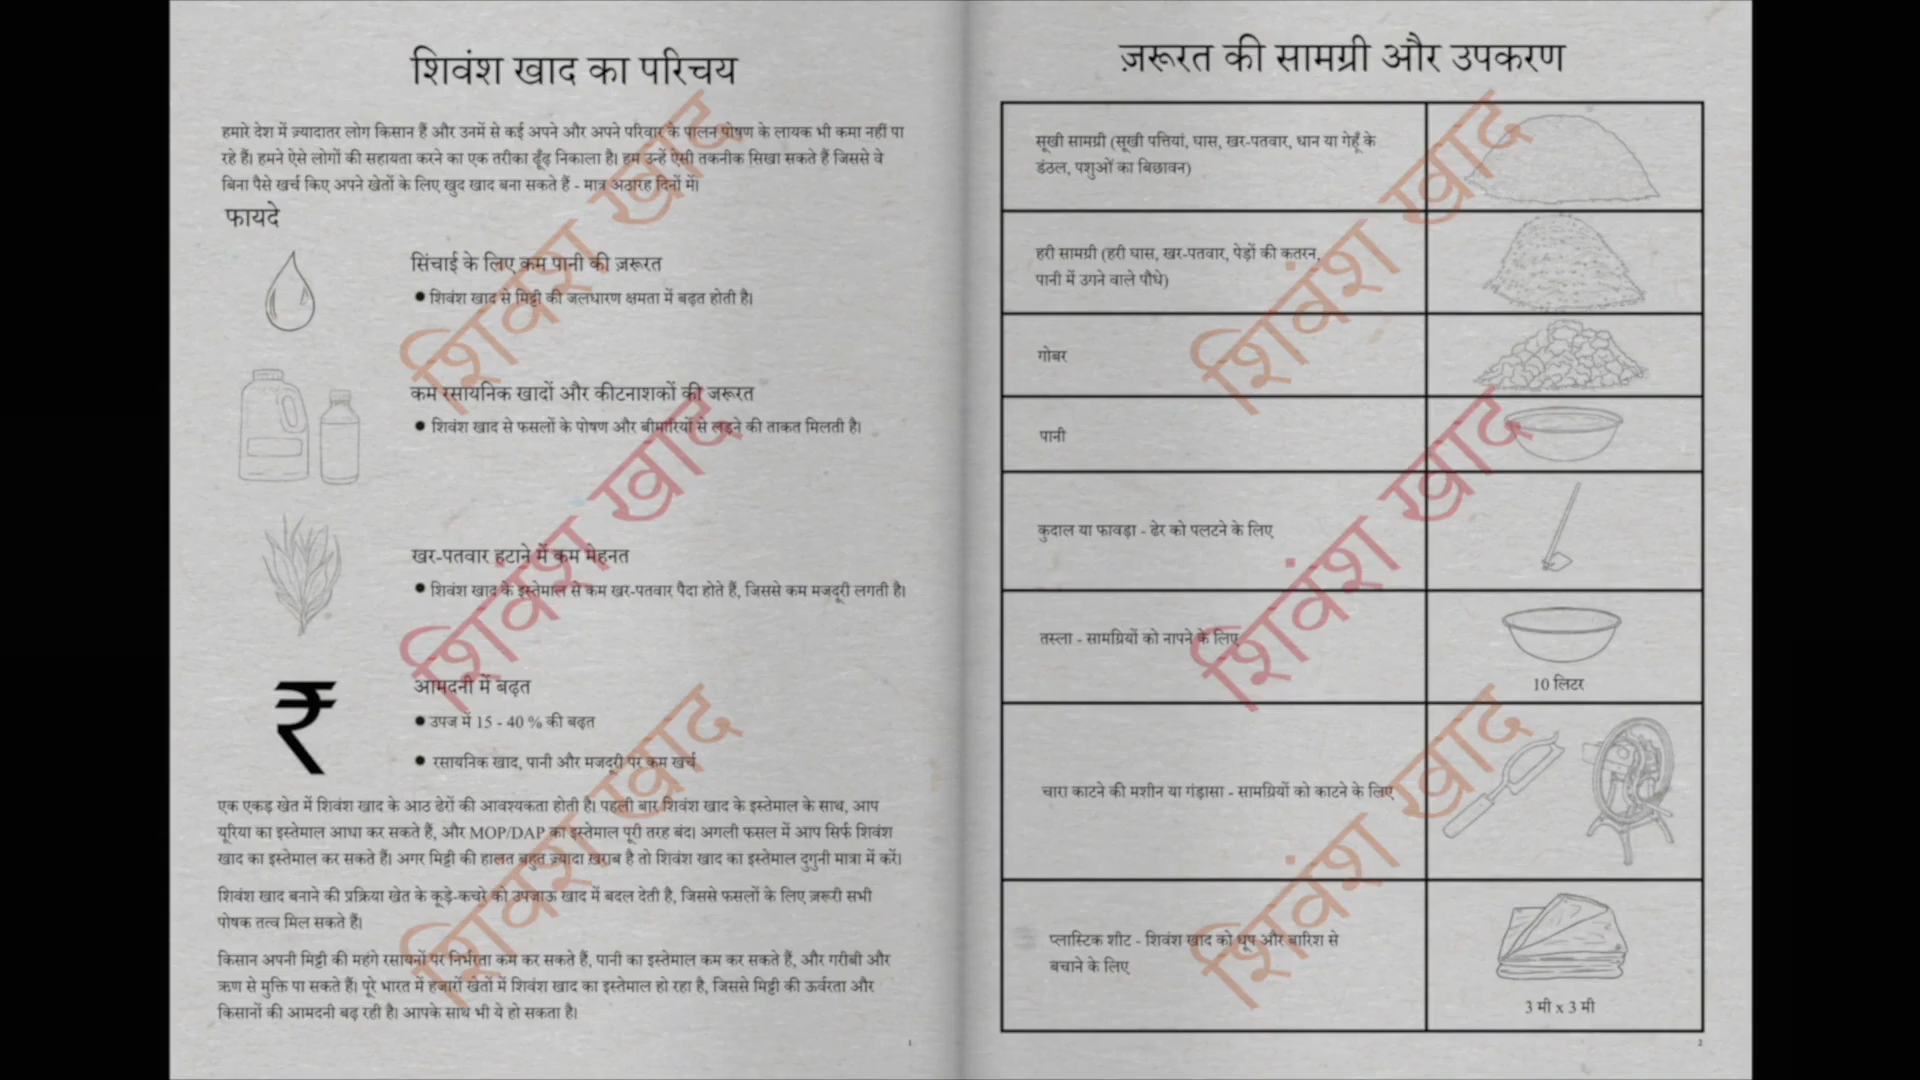 शिवंश खाद का परिचय
हमारे देश में ज़्यादातर लोग किसान हैं और उनमें से कई अपने और अपने परिवार के पालन पोषण के लायक भी कमा नहीं पा
रहे हैं। हमने ऐसे लोगों की सहायता करने का एक तरीका ढूँढ़ निकाला है। हम उन्हें ऐसी तकनीक सिखा सकते हैं जिससे वे
बिना पैसे खर्च किए अपने खेतों के लिए खुद खाद बना सकते हैं - मात्र अठारह दिनों में।
फायदे
सिंचाई के लिए कम पानी की ज़रूरत
● शिवंश खाद से मिट्टी की जलधारण क्षमता में बढ़त होती है।
कम रसायनिक खादों और कीटनाशकों की जरूरत
● शिवंश खाद से फसलों के पोषण और बीमारियों से लड़ने की ताकत मिलती है।
खर-पतवार हटाने में कम मेहनत
● शिवंश खाद के इस्तेमाल से कम खर-पतवार पैदा होते हैं, जिससे कम मजदूरी लगती है।
₹
आमदनी में बढ़त
● उपज में 15 - 40 % की बढ़त
● रसायनिक खाद, पानी और मजदूरी पर कम खर्च
एक एकड़ खेत में शिवंश खाद के आठ ढेरों की आवश्यकता होती है। पहली बार शिवंश खाद के इस्तेमाल के साथ, आप
यूरिया का इस्तेमाल आधा कर सकते हैं, और MOP/DAP का इस्तेमाल पूरी तरह बंद। अगली फसल में आप सिर्फ शिवंश
खाद का इस्तेमाल कर सकते हैं। अगर मिट्टी की हालत बहुत ज़्यादा ख़राब है तो शिवंश खाद का इस्तेमाल दुगुनी मात्रा में करें।
शिवंश खाद बनाने की प्रक्रिया खेत के कूड़े-कचरे को उपजाऊ खाद में बदल देती है, जिससे फसलों के लिए ज़रूरी सभी
पोषक तत्व मिल सकते हैं।
किसान अपनी मिट्टी की महंगे रसायनों पर निर्भरता कम कर सकते हैं, पानी का इस्तेमाल कम कर सकते हैं, और गरीबी और
ऋण से मुक्ति पा सकते हैं। पूरे भारत में हजारों खेतों में शिवंश खाद का इस्तेमाल हो रहा है, जिससे मिट्टी की ऊर्वरता और
किसानों की आमदनी बढ़ रही है। आपके साथ भी ये हो सकता है।
1
शिवंश खाद
शिवंश खाद
शिवंश खाद
ज़रूरत की सामग्री और उपकरण
सूखी सामग्री (सूखी पत्तियां, घास, खर-पतवार, धान या गेहूँ के
डंठल, पशुओं का बिछावन)
हरी सामग्री (हरी घास, खर-पतवार, पेड़ों की कतरन,
पानी में उगने वाले पौधे)
गोबर
पानी
कुदाल या फावड़ा - ढेर को पलटने के लिए
तस्ला - सामग्रियों को नापने के लिए
10 लिटर
चारा काटने की मशीन या गंड़ासा - सामग्रियों को काटने के लिए
प्लास्टिक शीट - शिवंश खाद को धूप और बारिश से
बचाने के लिए
3 मी x 3 मी
2
शिवंश खाद
शिवंश खाद
शिवंश खाद